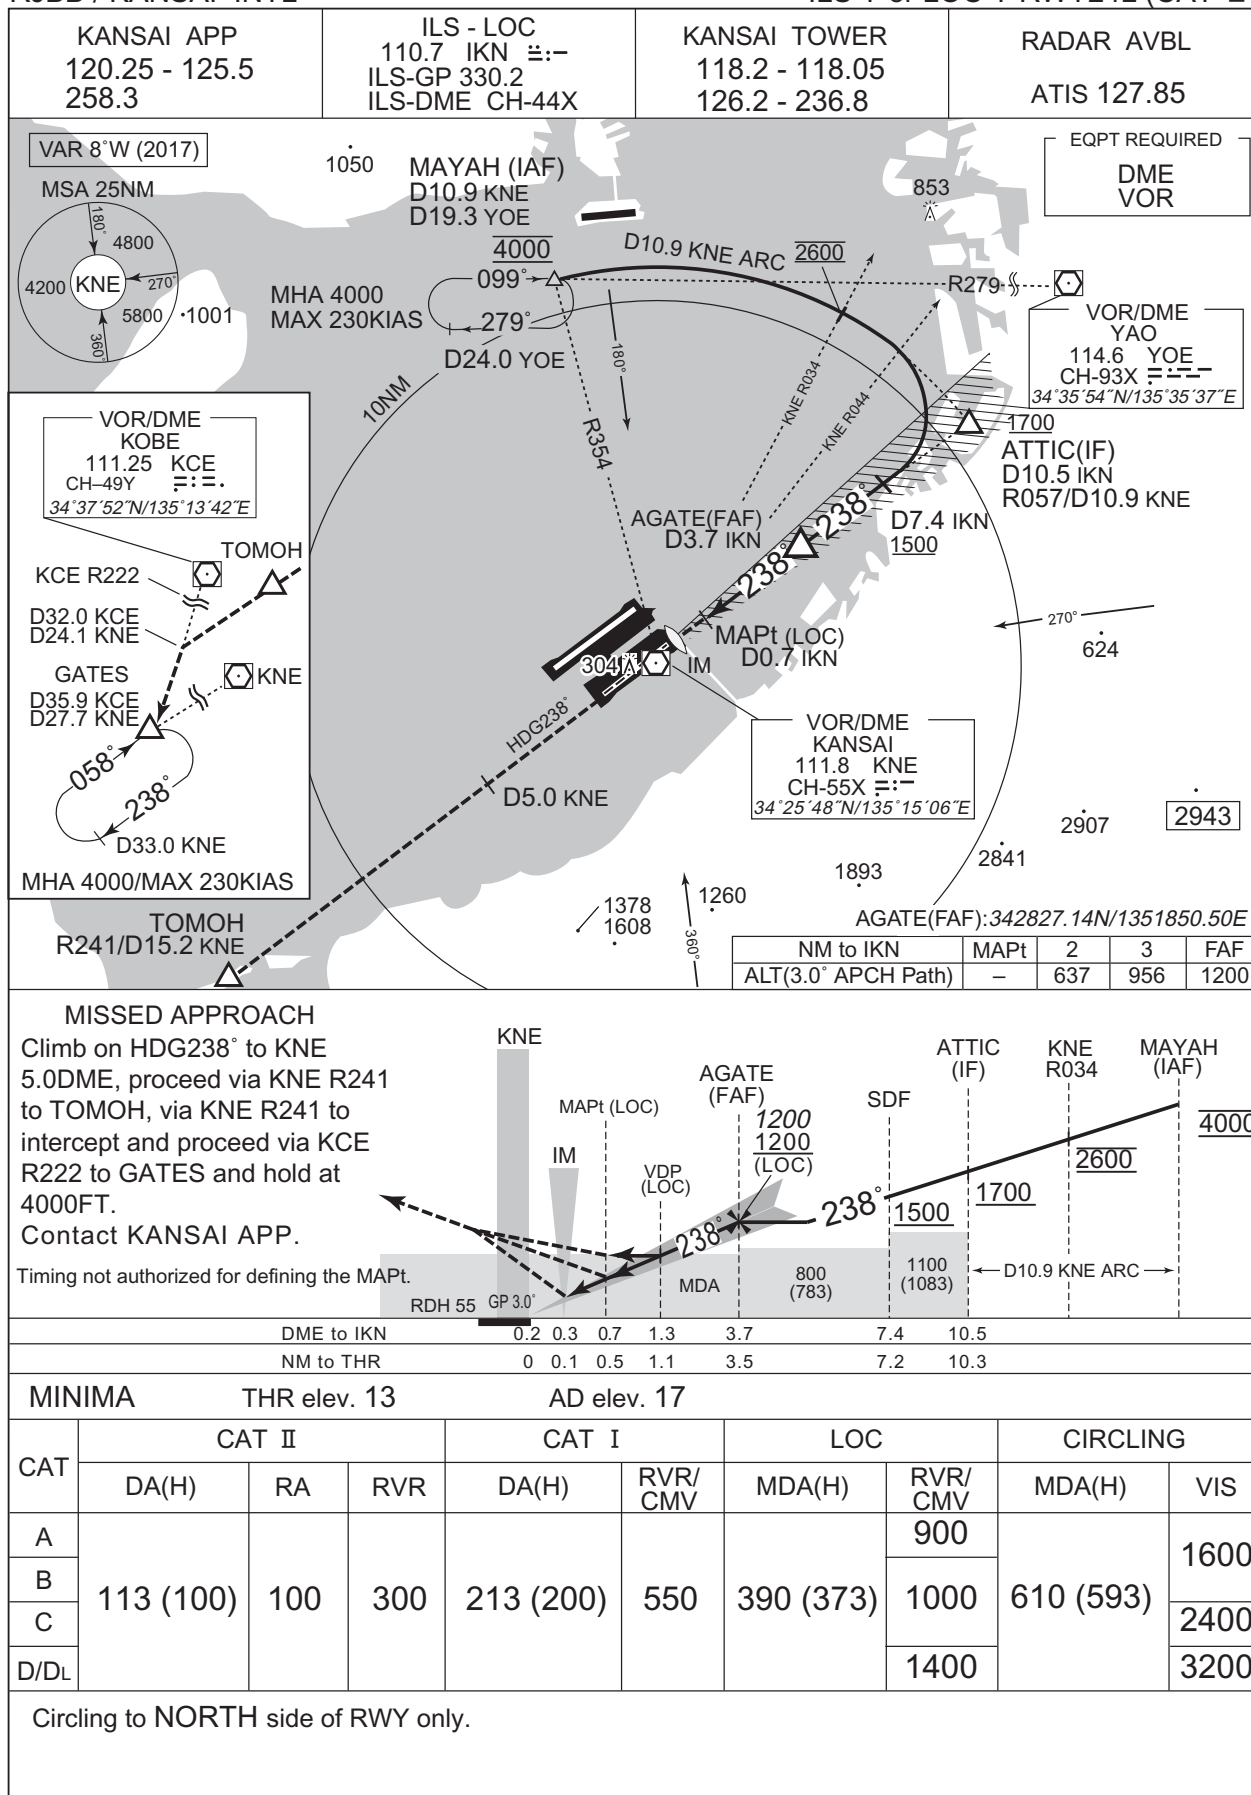 KANSAI APP
120.25 - 125.5
258.3
ILS - LOC
110.7 IKN
ILS-GP 330.2
ILS-DME CH-44X
KANSAI TOWER
118.2 - 118.05
126.2 - 236.8
RADAR AVBL
ATIS 127.85
VAR 8°W (2017)
MSA 25NM
180°
4800
4200
KNE
270°
5800
360°
1001
1050
MAYAH (IAF)
D10.9 KNE
D19.3 YOE
4000
099°
279°
MHA 4000
MAX 230KIAS
D24.0 YOE
D10.9 KNE ARC
2600
853
EQPT REQUIRED
DME
VOR
R279
VOR/DME
YAO
114.6 YOE
CH-93X
34°35′54″N/135°35′37″E
10NM
180°
R354
KNE R034
KNE R044
1700
ATTIC(IF)
D10.5 IKN
R057/D10.9 KNE
AGATE(FAF)
D3.7 IKN
238°
238°
D7.4 IKN
1500
MAPt (LOC)
D0.7 IKN
304
IM
270°
624
VOR/DME
KANSAI
111.8 KNE
CH-55X
34°25′48″N/135°15′06″E
HDG238°
D5.0 KNE
VOR/DME
KOBE
111.25 KCE
CH–49Y
34°37′52″N/135°13′42″E
TOMOH
KCE R222
D32.0 KCE
D24.1 KNE
GATES
D35.9 KCE
D27.7 KNE
KNE
058°
238°
D33.0 KNE
MHA 4000/MAX 230KIAS
TOMOH
R241/D15.2 KNE
2907
2943
2841
1893
1260
1378
1608
360°
AGATE(FAF):342827.14N/1351850.50E
NM to IKN MAPt 2 3 FAF
ALT(3.0° APCH Path) – 637 956 1200
MISSED APPROACH
Climb on HDG238° to KNE
5.0DME, proceed via KNE R241
to TOMOH, via KNE R241 to
intercept and proceed via KCE
R222 to GATES and hold at
4000FT.
Contact KANSAI APP.
Timing not authorized for defining the MAPt.
KNE
IM
MAPt (LOC)
VDP
(LOC)
AGATE
(FAF)
1200
1200
(LOC)
SDF
ATTIC
(IF)
KNE
R034
MAYAH
(IAF)
4000
2600
1700
1500
238°
238°
RDH 55
GP 3.0°
MDA
800
(783)
1100
(1083)
D10.9 KNE ARC
DME to IKN 0.2 0.3 0.7 1.3 3.7 7.4 10.5
NM to THR 0 0.1 0.5 1.1 3.5 7.2 10.3
MINIMA THR elev. 13 AD elev. 17
CAT CAT Ⅱ CAT Ⅰ LOC CIRCLING
DA(H) RA RVR DA(H) RVR/CMV MDA(H) RVR/CMV MDA(H) VIS
A
B
C
D/DL
113 (100) 100 300 213 (200) 550 390 (373)
900
1000
1400
610 (593)
1600
2400
3200
Circling to NORTH side of RWY only.